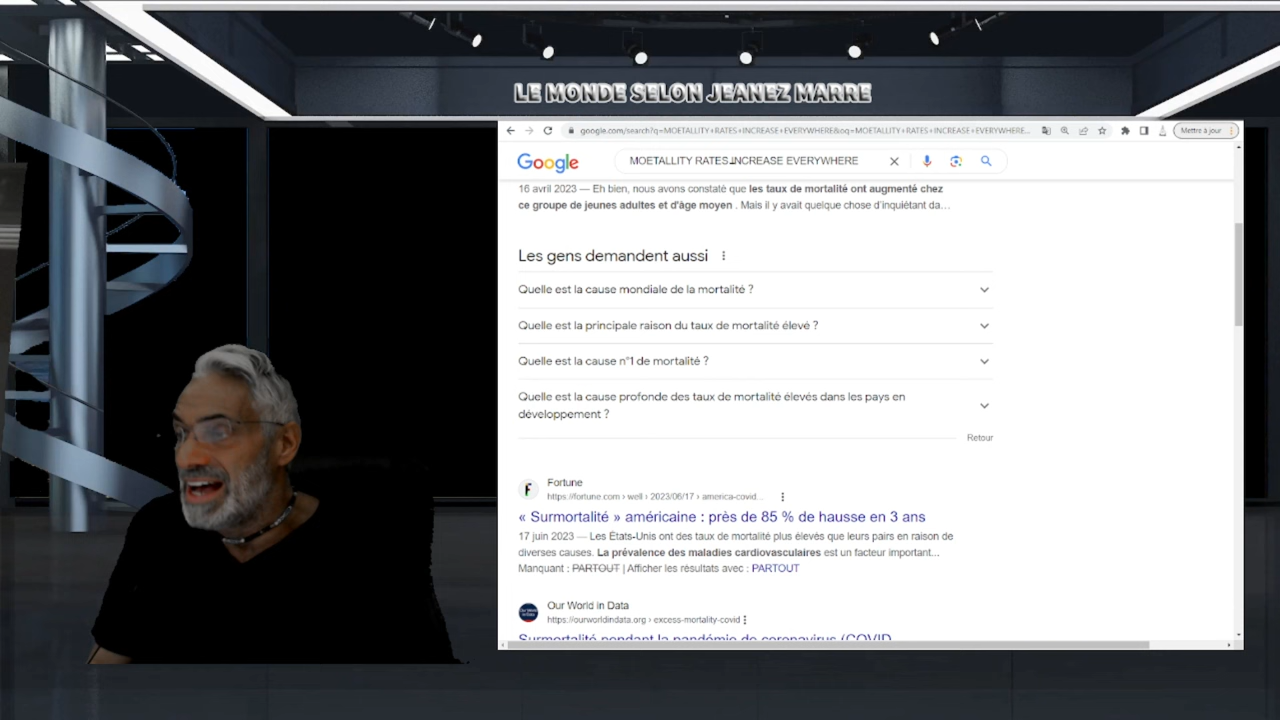 LE MONDE SELON JEANEZ MARRE
google.com/search?q=MOETALLITY+RATES+INCREASE+EVERYWHERE&oq=MOETALLITY+RATES+INCREASE+EVERYWHERE...
Mettre à jour
Google
MOETALLITY RATES INCREASE EVERYWHERE
16 avril 2023 — Eh bien, nous avons constaté que les taux de mortalité ont augmenté chez
ce groupe de jeunes adultes et d'âge moyen . Mais il y avait quelque chose d'inquiétant da…
Les gens demandent aussi
Quelle est la cause mondiale de la mortalité ?
Quelle est la principale raison du taux de mortalité élevé ?
Quelle est la cause n°1 de mortalité ?
Quelle est la cause profonde des taux de mortalité élevés dans les pays en
développement ?
Retour
Fortune
https://fortune.com › well › 2023/06/17 › america-covid...
« Surmortalité » américaine : près de 85 % de hausse en 3 ans
17 juin 2023 — Les États-Unis ont des taux de mortalité plus élevés que leurs pairs en raison de
diverses causes. La prévalence des maladies cardiovasculaires est un facteur important...
Manquant : PARTOUT | Afficher les résultats avec : PARTOUT
Our World in Data
https://ourworldindata.org › excess-mortality-covid
Surmortalité pendant la pandémie de coronavirus (COVID